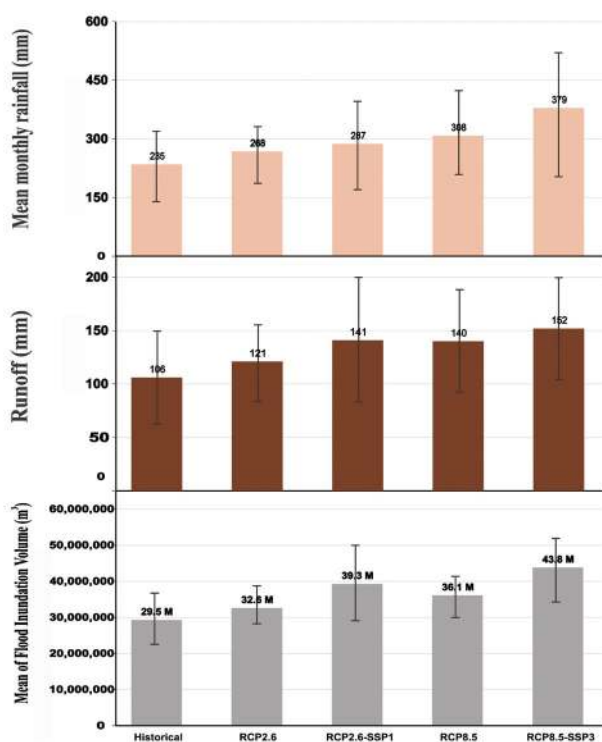 Mean monthly rainfall (mm)
600
450
300
150
0
235
268
287
308
379
Runoff (mm)
200
150
100
50
0
106
121
141
140
152
Mean of Flood Inundation Volume (m³)
60,000,000
50,000,000
40,000,000
30,000,000
20,000,000
10,000,000
0
29.5 M
32.6 M
39.3 M
36.1 M
43.8 M
Historical
RCP2.6
RCP2.6-SSP1
RCP8.5
RCP8.5-SSP3